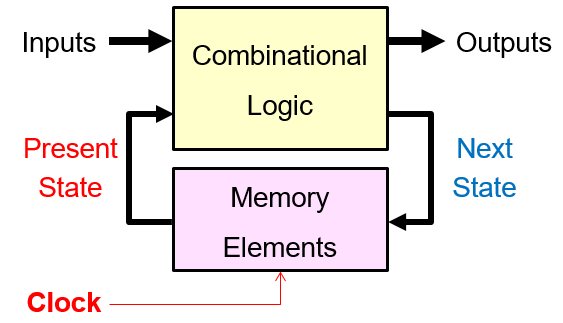 Inputs
Combinational
Logic
Outputs
Present
State
Next
State
Memory
Elements
Clock